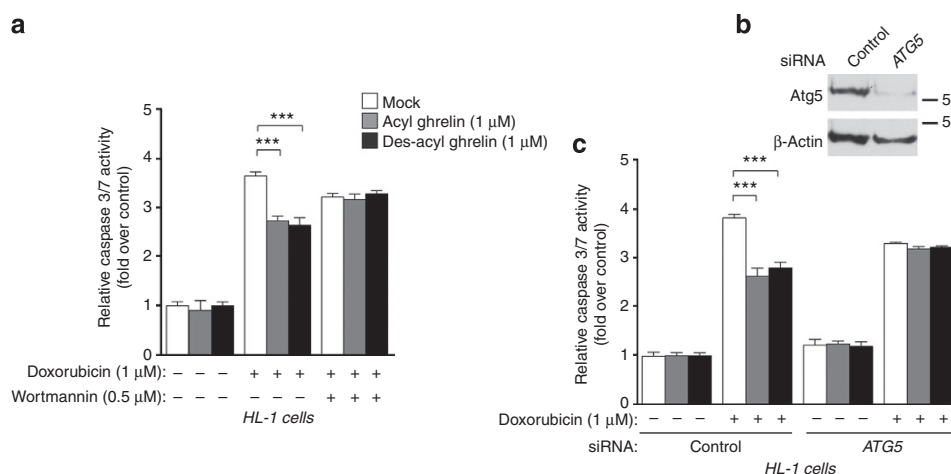 a
Relative caspase 3/7 activity
(fold over control)
5
4
3
2
1
0
Mock
Acyl ghrelin (1 μM)
Des-acyl ghrelin (1 μM)
***
***
Doxorubicin (1 μM): – – – + + + + + +
Wortmannin (0.5 μM): – – – – – – + + +
HL-1 cells
b
siRNA Control ATG5
Atg5
β-Actin
5
5
c
Relative caspase 3/7 activity
(fold over control)
5
4
3
2
1
0
***
***
Doxorubicin (1 μM): – – – + + + – – – + + +
siRNA: Control ATG5
HL-1 cells